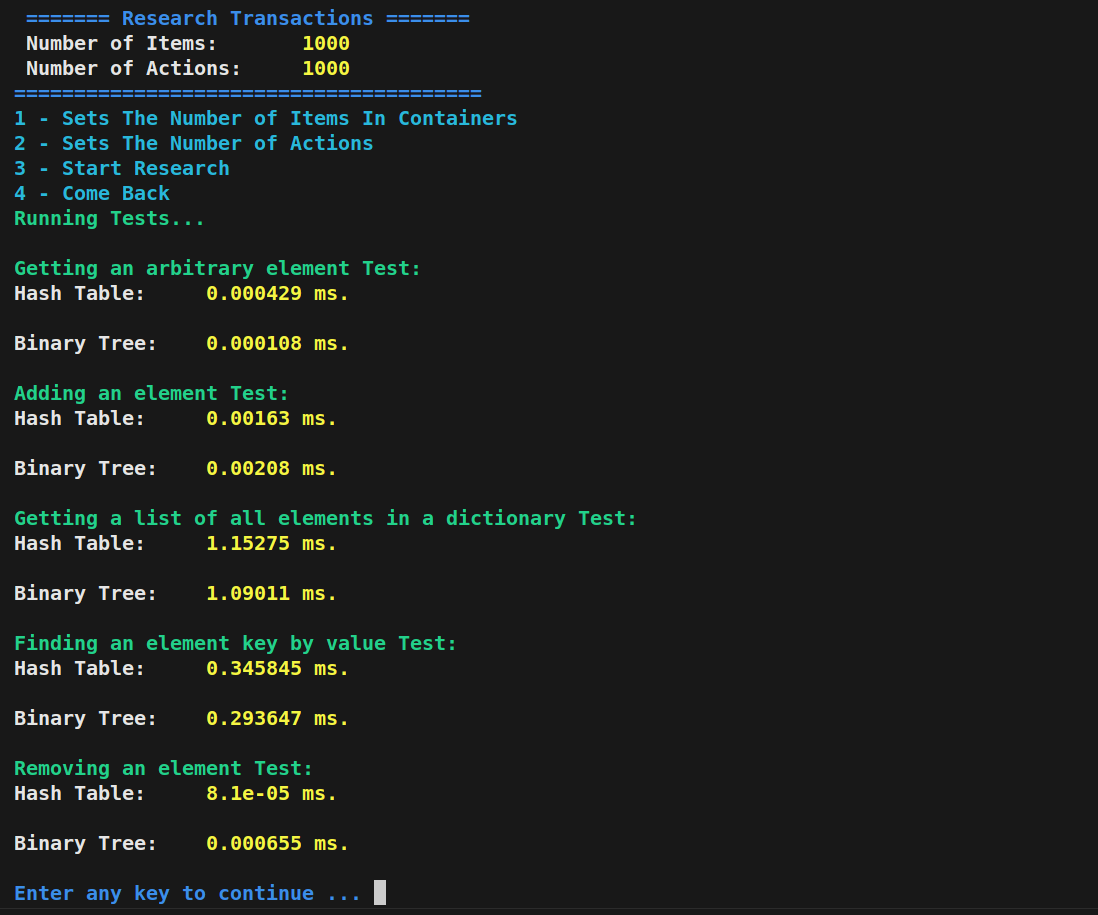 ======= Research Transactions =======
Number of Items: 1000
Number of Actions: 1000
=======================================
1 - Sets The Number of Items In Containers
2 - Sets The Number of Actions
3 - Start Research
4 - Come Back
Running Tests...
Getting an arbitrary element Test:
Hash Table: 0.000429 ms.
Binary Tree: 0.000108 ms.
Adding an element Test:
Hash Table: 0.00163 ms.
Binary Tree: 0.00208 ms.
Getting a list of all elements in a dictionary Test:
Hash Table: 1.15275 ms.
Binary Tree: 1.09011 ms.
Finding an element key by value Test:
Hash Table: 0.345845 ms.
Binary Tree: 0.293647 ms.
Removing an element Test:
Hash Table: 8.1e-05 ms.
Binary Tree: 0.000655 ms.
Enter any key to continue ...